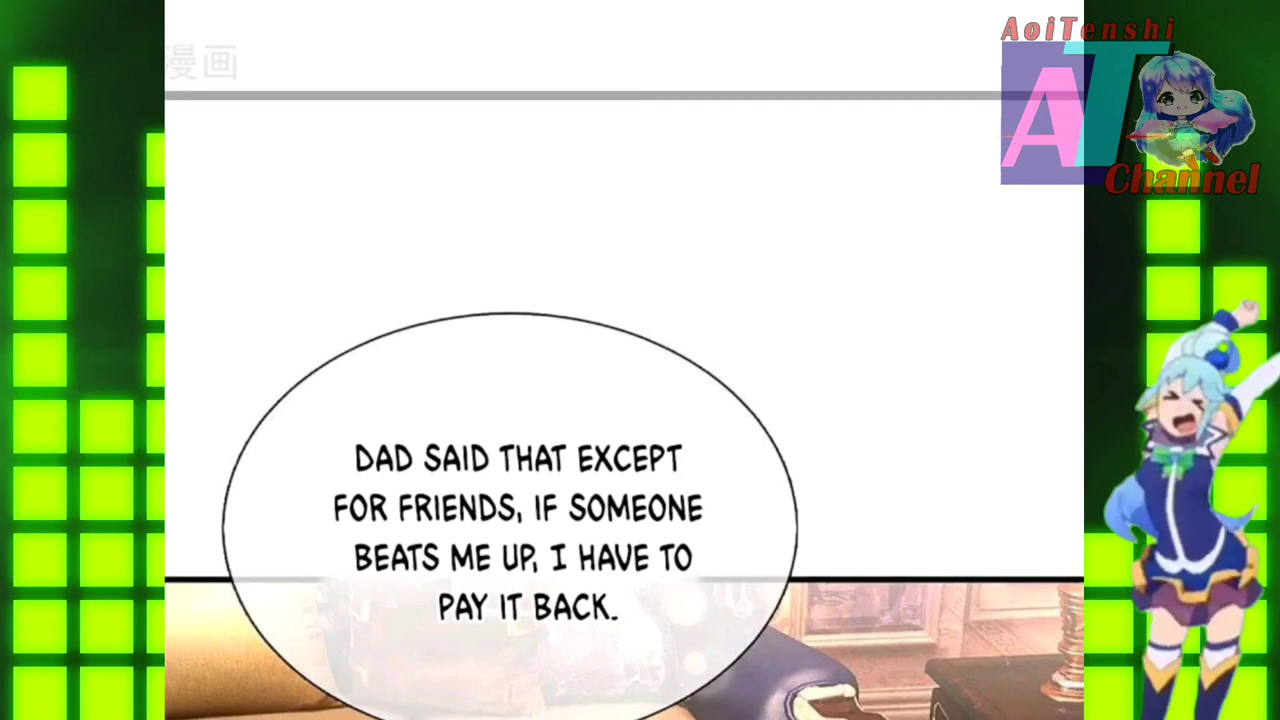 漫画
AoiTenshi
AT
Channel
DAD SAID THAT EXCEPT
FOR FRIENDS, IF SOMEONE
BEATS ME UP, I HAVE TO
PAY IT BACK.